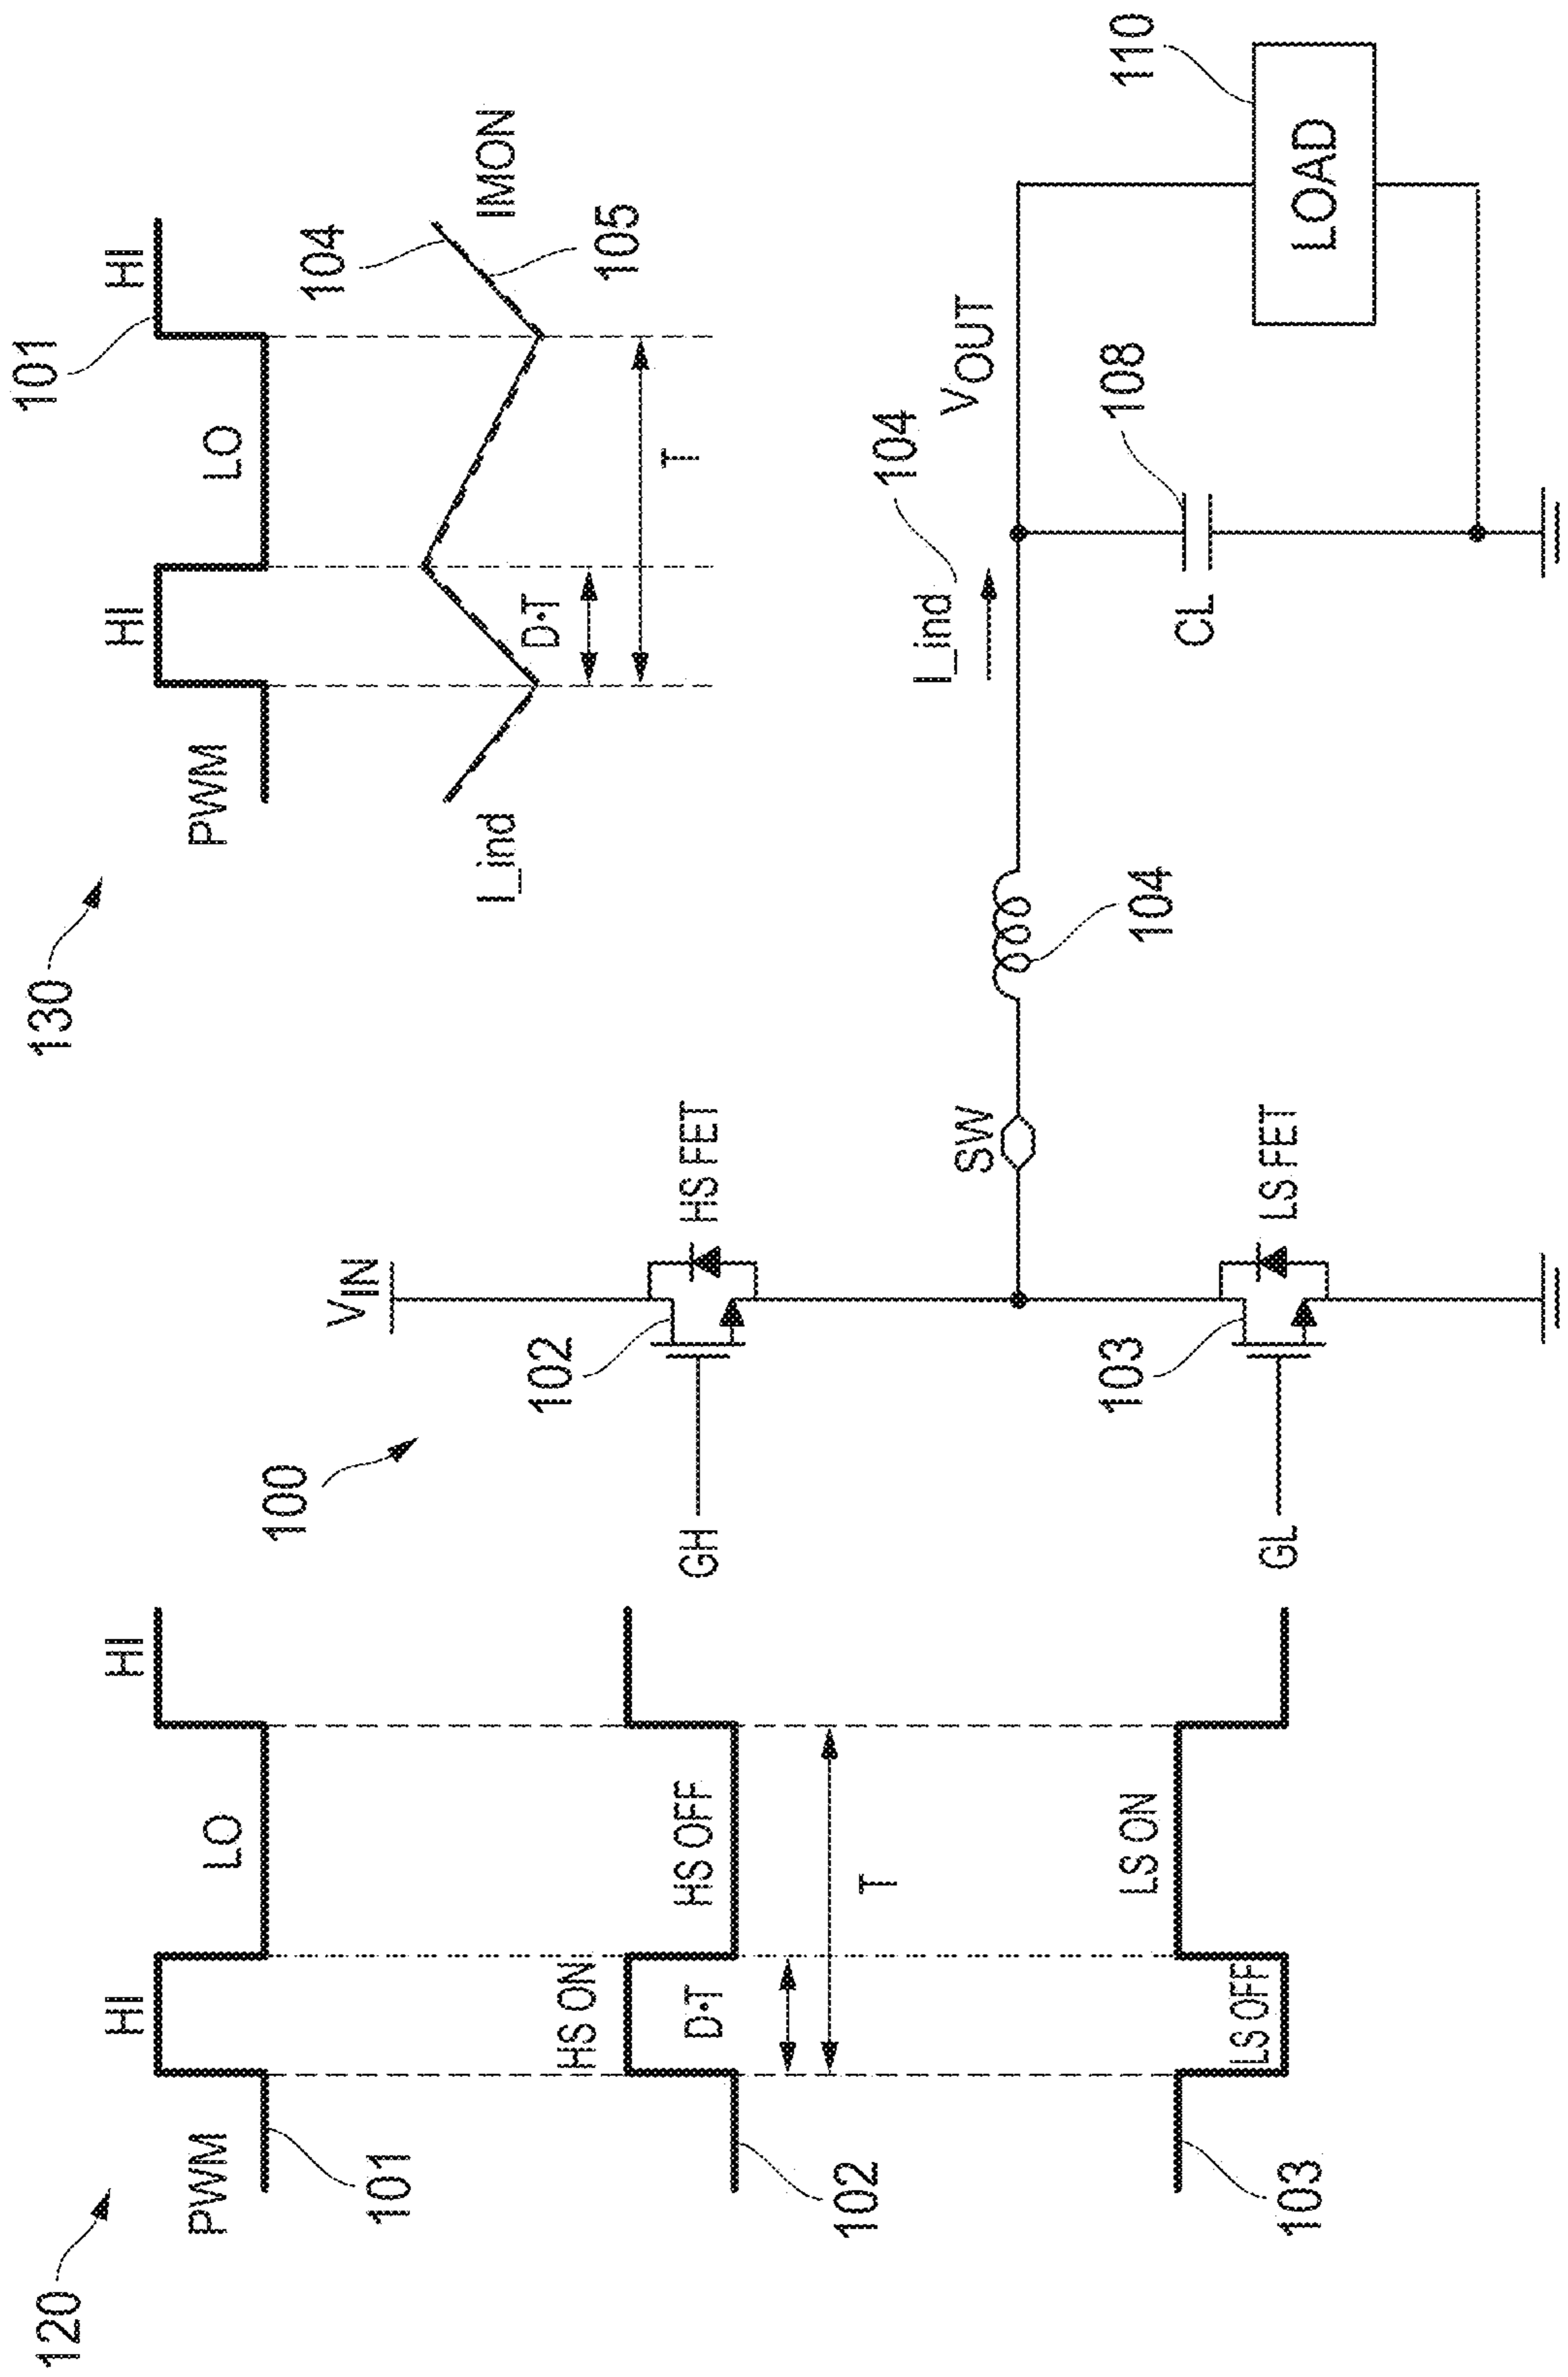 120
PWM
HI
LO
HI
101
HS ON
HS OFF
D•T
T
102
LS OFF
LS ON
103
100
VIN
GH
102
HS FET
SW
GL
103
LS FET
104
I_ind
104
VOUT
CL
108
LOAD
110
130
PWM
HI
LO
HI
101
I_ind
D•T
T
104
105
IMON